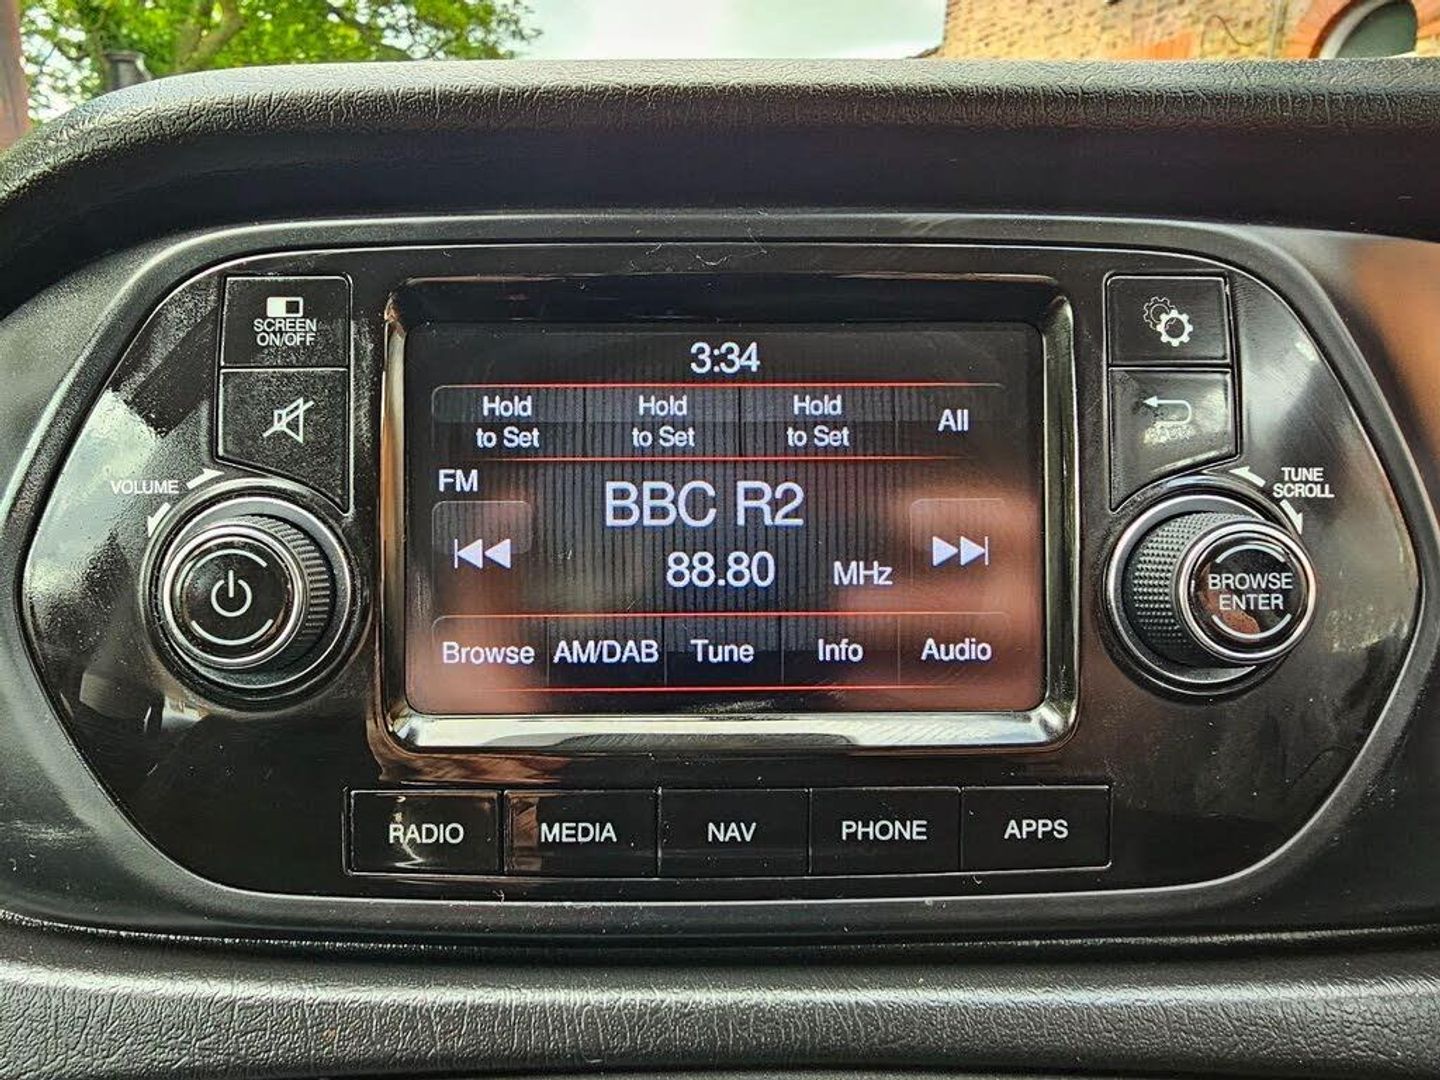 3:34
SCREEN
ON/OFF
Hold Hold Hold
to Set to Set to Set
All
FM
BBC R2
88.80 MHz
VOLUME
TUNE
SCROLL
BROWSE
ENTER
Browse AM/DAB Tune Info Audio
RADIO MEDIA NAV PHONE APPS